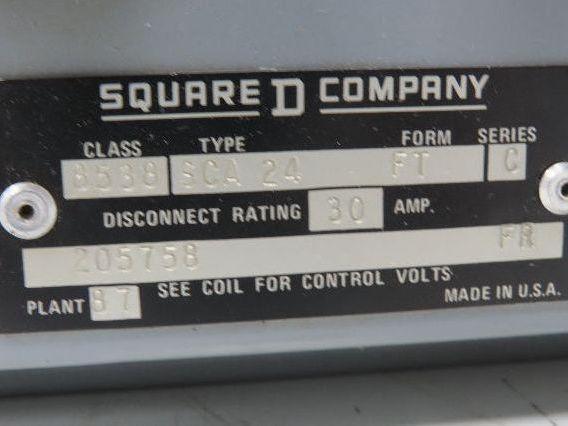 SQUARE D COMPANY
CLASS TYPE FORM SERIES
8538 SCA 24 FT C
DISCONNECT RATING 30 AMP.
205758 FR
PLANT 87 SEE COIL FOR CONTROL VOLTS MADE IN U.S.A.